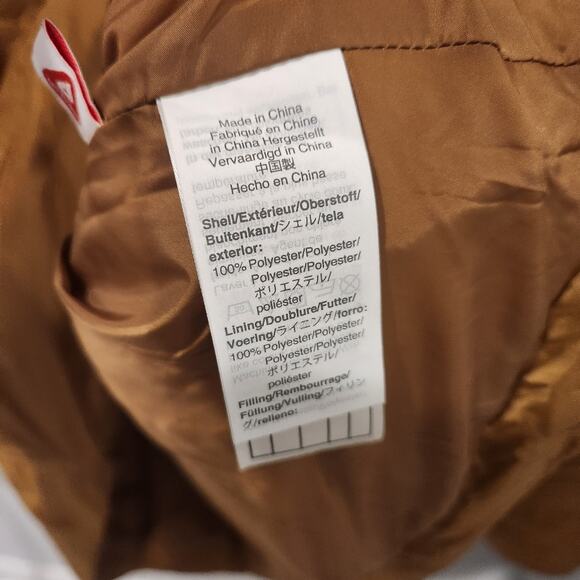 Made in China
Fabriqué en Chine
in China Hergestellt
Vervaardigd in China
中国製
Hecho en China
Shell/Extérieur/Oberstoff/
Buitenkant/シェル/tela
exterior:
100% Polyester/Polyester/
Polyester/Polyester/
ポリエステル/
poliéster
Lining/Doublure/Futter/
Voering/ライニング/forro:
100% Polyester/Polyester/
Polyester/Polyester/
ポリエステル/
poliéster
Filling/Rembourrage/
Füllung/Vulling/フィリン
グ/relleno: